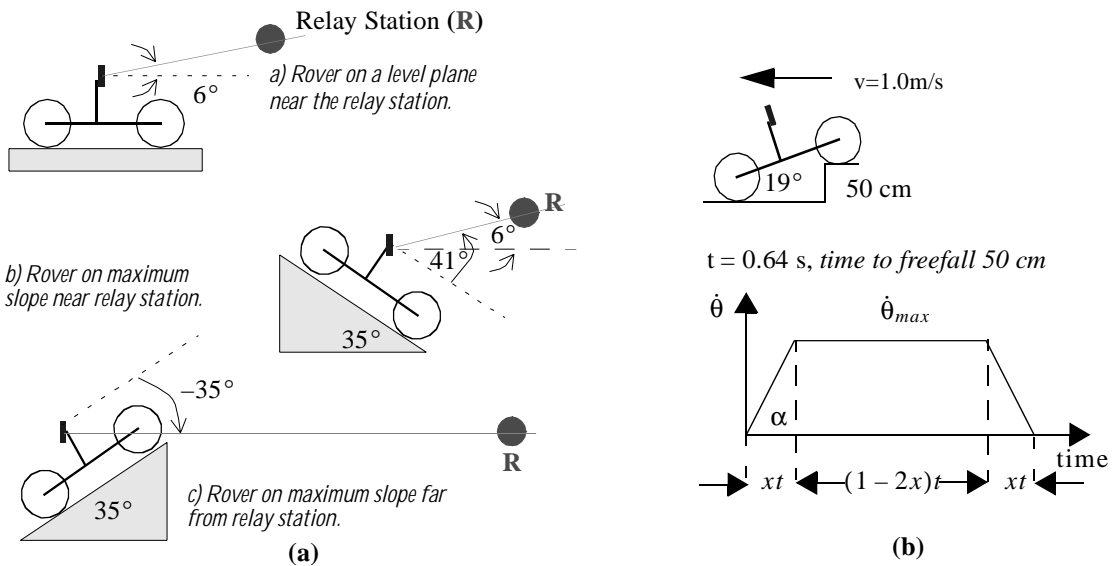 Relay Station (R)
a) Rover on a level plane
near the relay station.
6°
R
6°
41°
b) Rover on maximum
slope near relay station.
35°
–35°
R
35°
c) Rover on maximum slope far
from relay station.
(a)
v=1.0m/s
19°
50 cm
t = 0.64 s, time to freefall 50 cm
θ̇
θ̇max
α
time
xt
(1 – 2x)t
xt
(b)